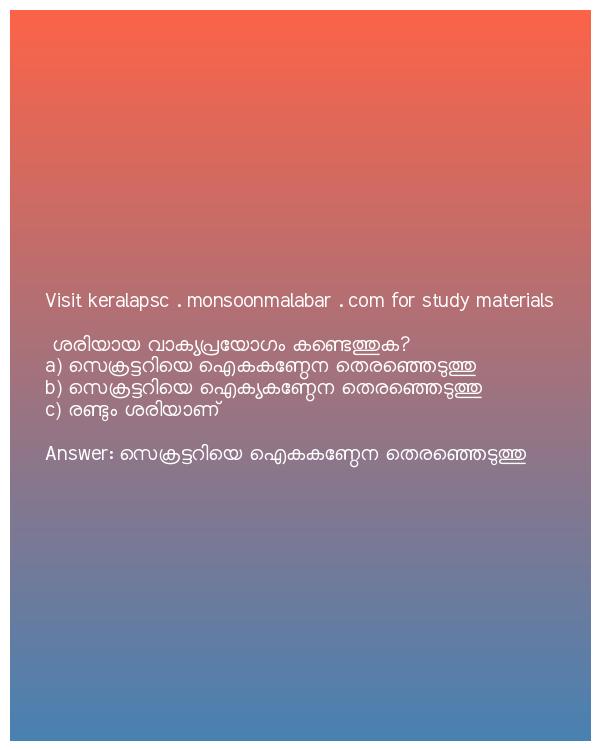 Visit keralapsc . monsoonmalabar . com for study materials
ശരിയായ വാക്യപ്രയോഗം കണ്ടെത്തുക?
a) സെക്രട്ടറിയെ ഐകകണ്ഠേന തെരഞ്ഞെടുത്തു
b) സെക്രട്ടറിയെ ഐക്യകണ്ഠേന തെരഞ്ഞെടുത്തു
c) രണ്ടും ശരിയാണ്
Answer: സെക്രട്ടറിയെ ഐകകണ്ഠേന തെരഞ്ഞെടുത്തു